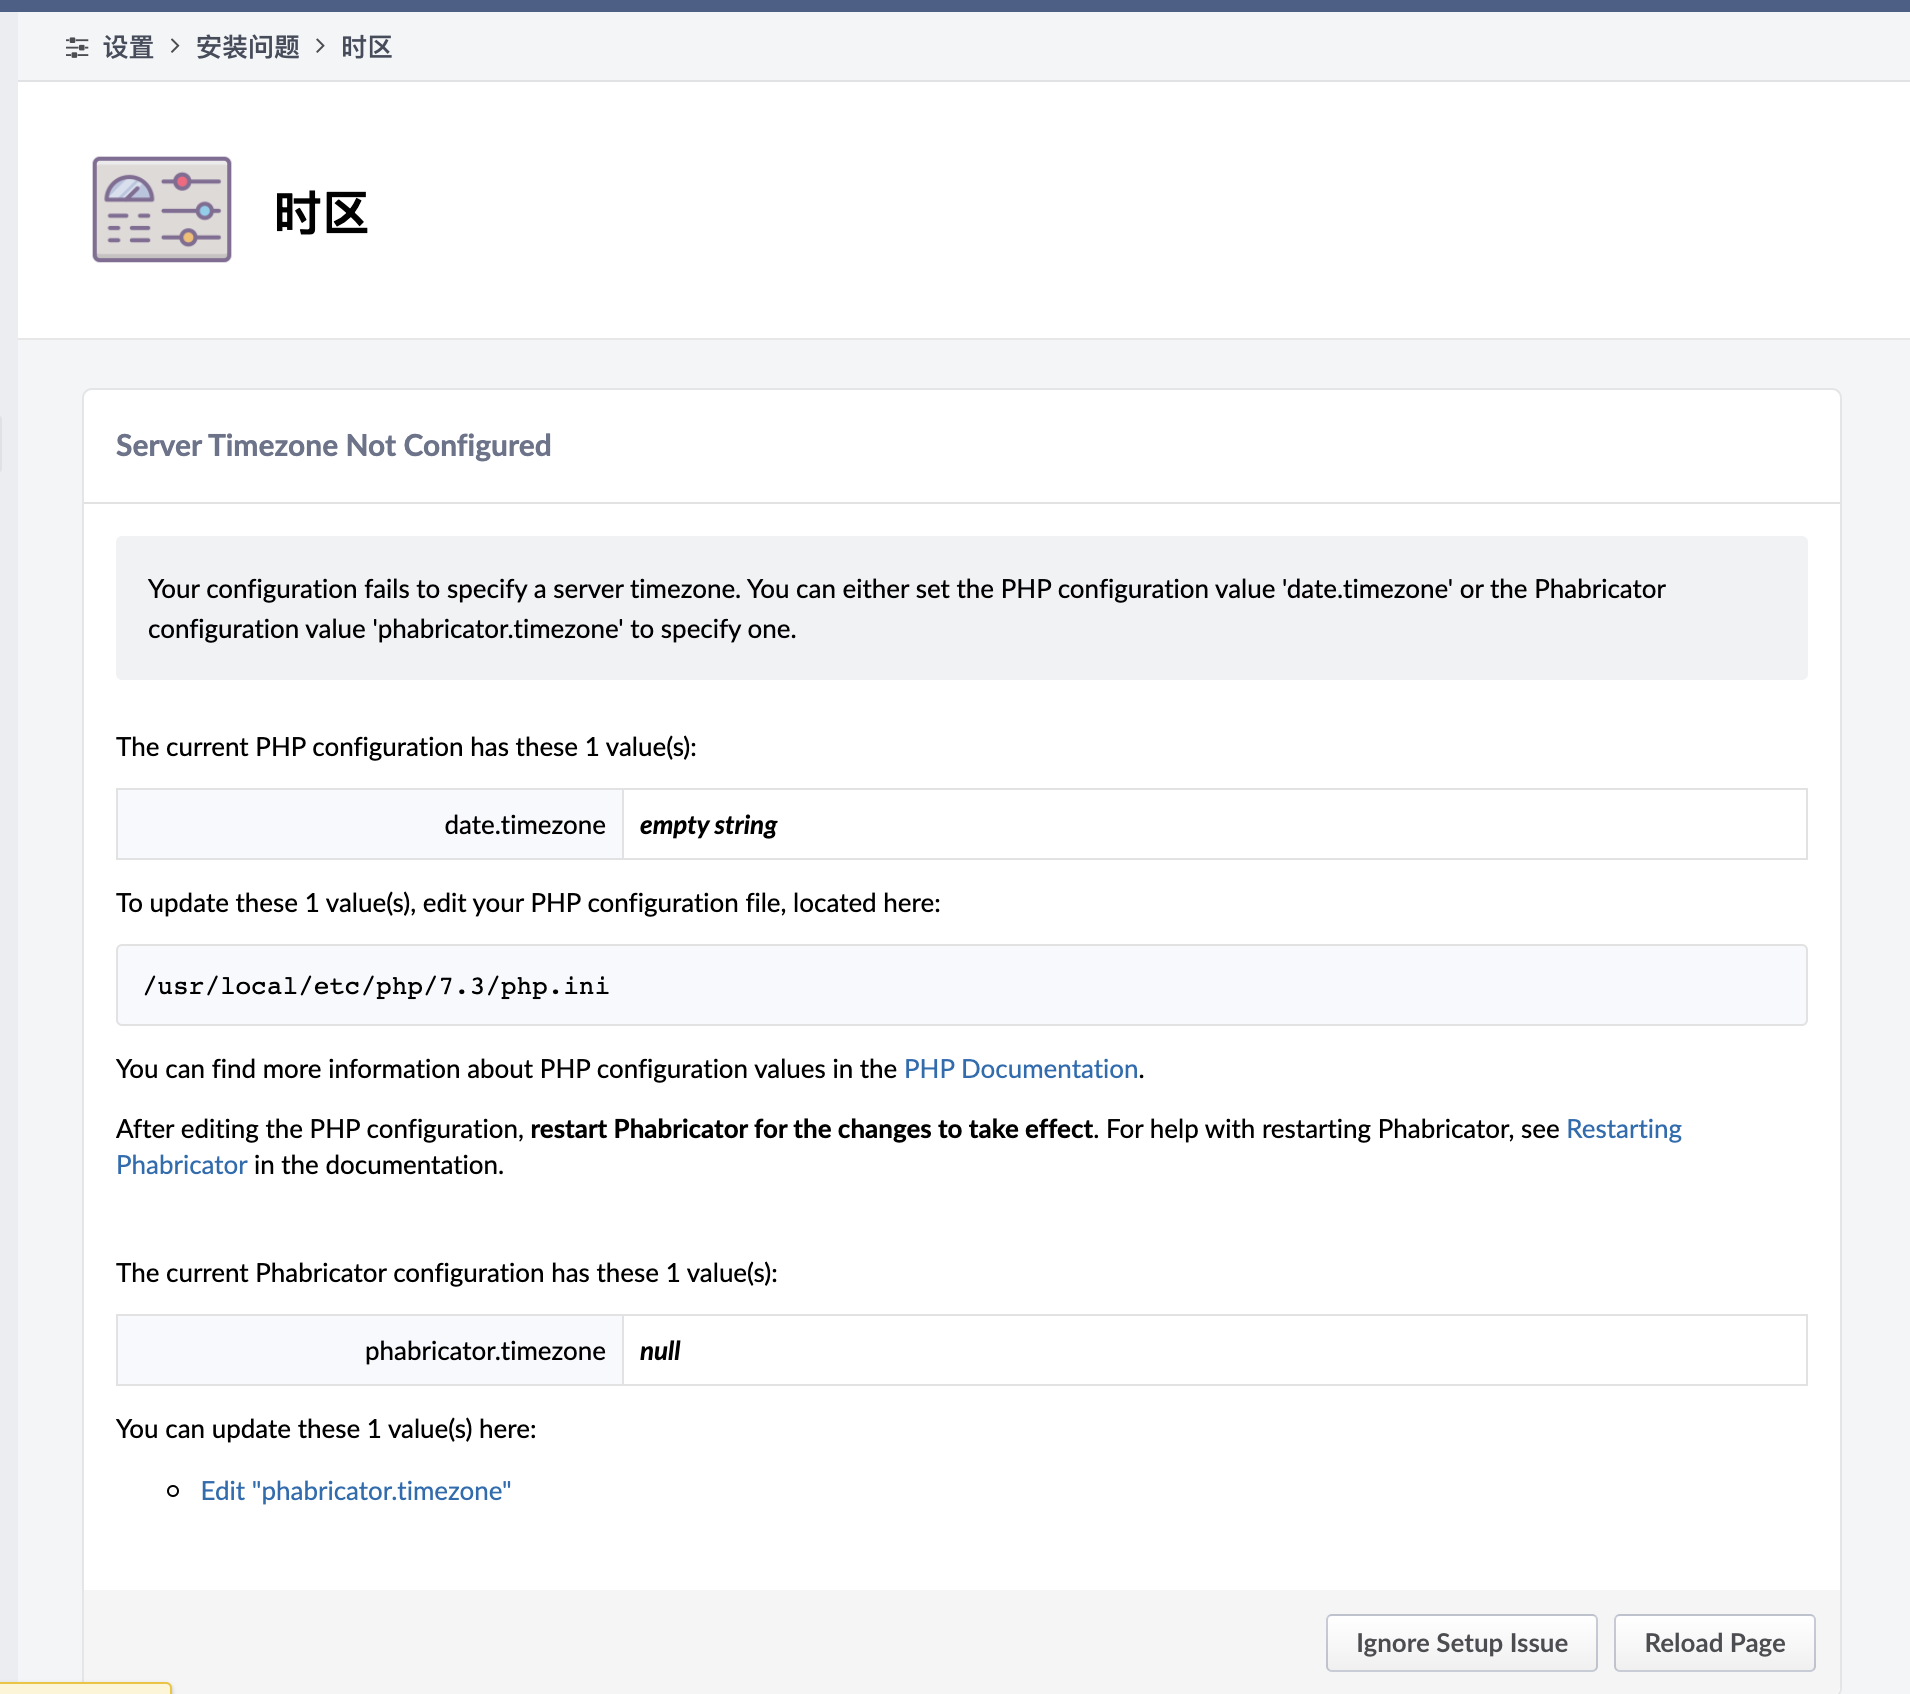 设置 > 安装问题 > 时区
时区
Server Timezone Not Configured
Your configuration fails to specify a server timezone. You can either set the PHP configuration value 'date.timezone' or the Phabricator
configuration value 'phabricator.timezone' to specify one.
The current PHP configuration has these 1 value(s):
date.timezone empty string
To update these 1 value(s), edit your PHP configuration file, located here:
/usr/local/etc/php/7.3/php.ini
You can find more information about PHP configuration values in the PHP Documentation.
After editing the PHP configuration, restart Phabricator for the changes to take effect. For help with restarting Phabricator, see Restarting
Phabricator in the documentation.
The current Phabricator configuration has these 1 value(s):
phabricator.timezone null
You can update these 1 value(s) here:
Edit "phabricator.timezone"
Ignore Setup Issue Reload Page